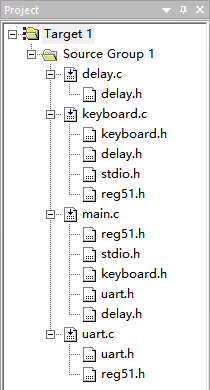 Project
Target 1
Source Group 1
delay.c
delay.h
keyboard.c
keyboard.h
delay.h
stdio.h
reg51.h
main.c
reg51.h
stdio.h
keyboard.h
uart.h
delay.h
uart.c
uart.h
reg51.h